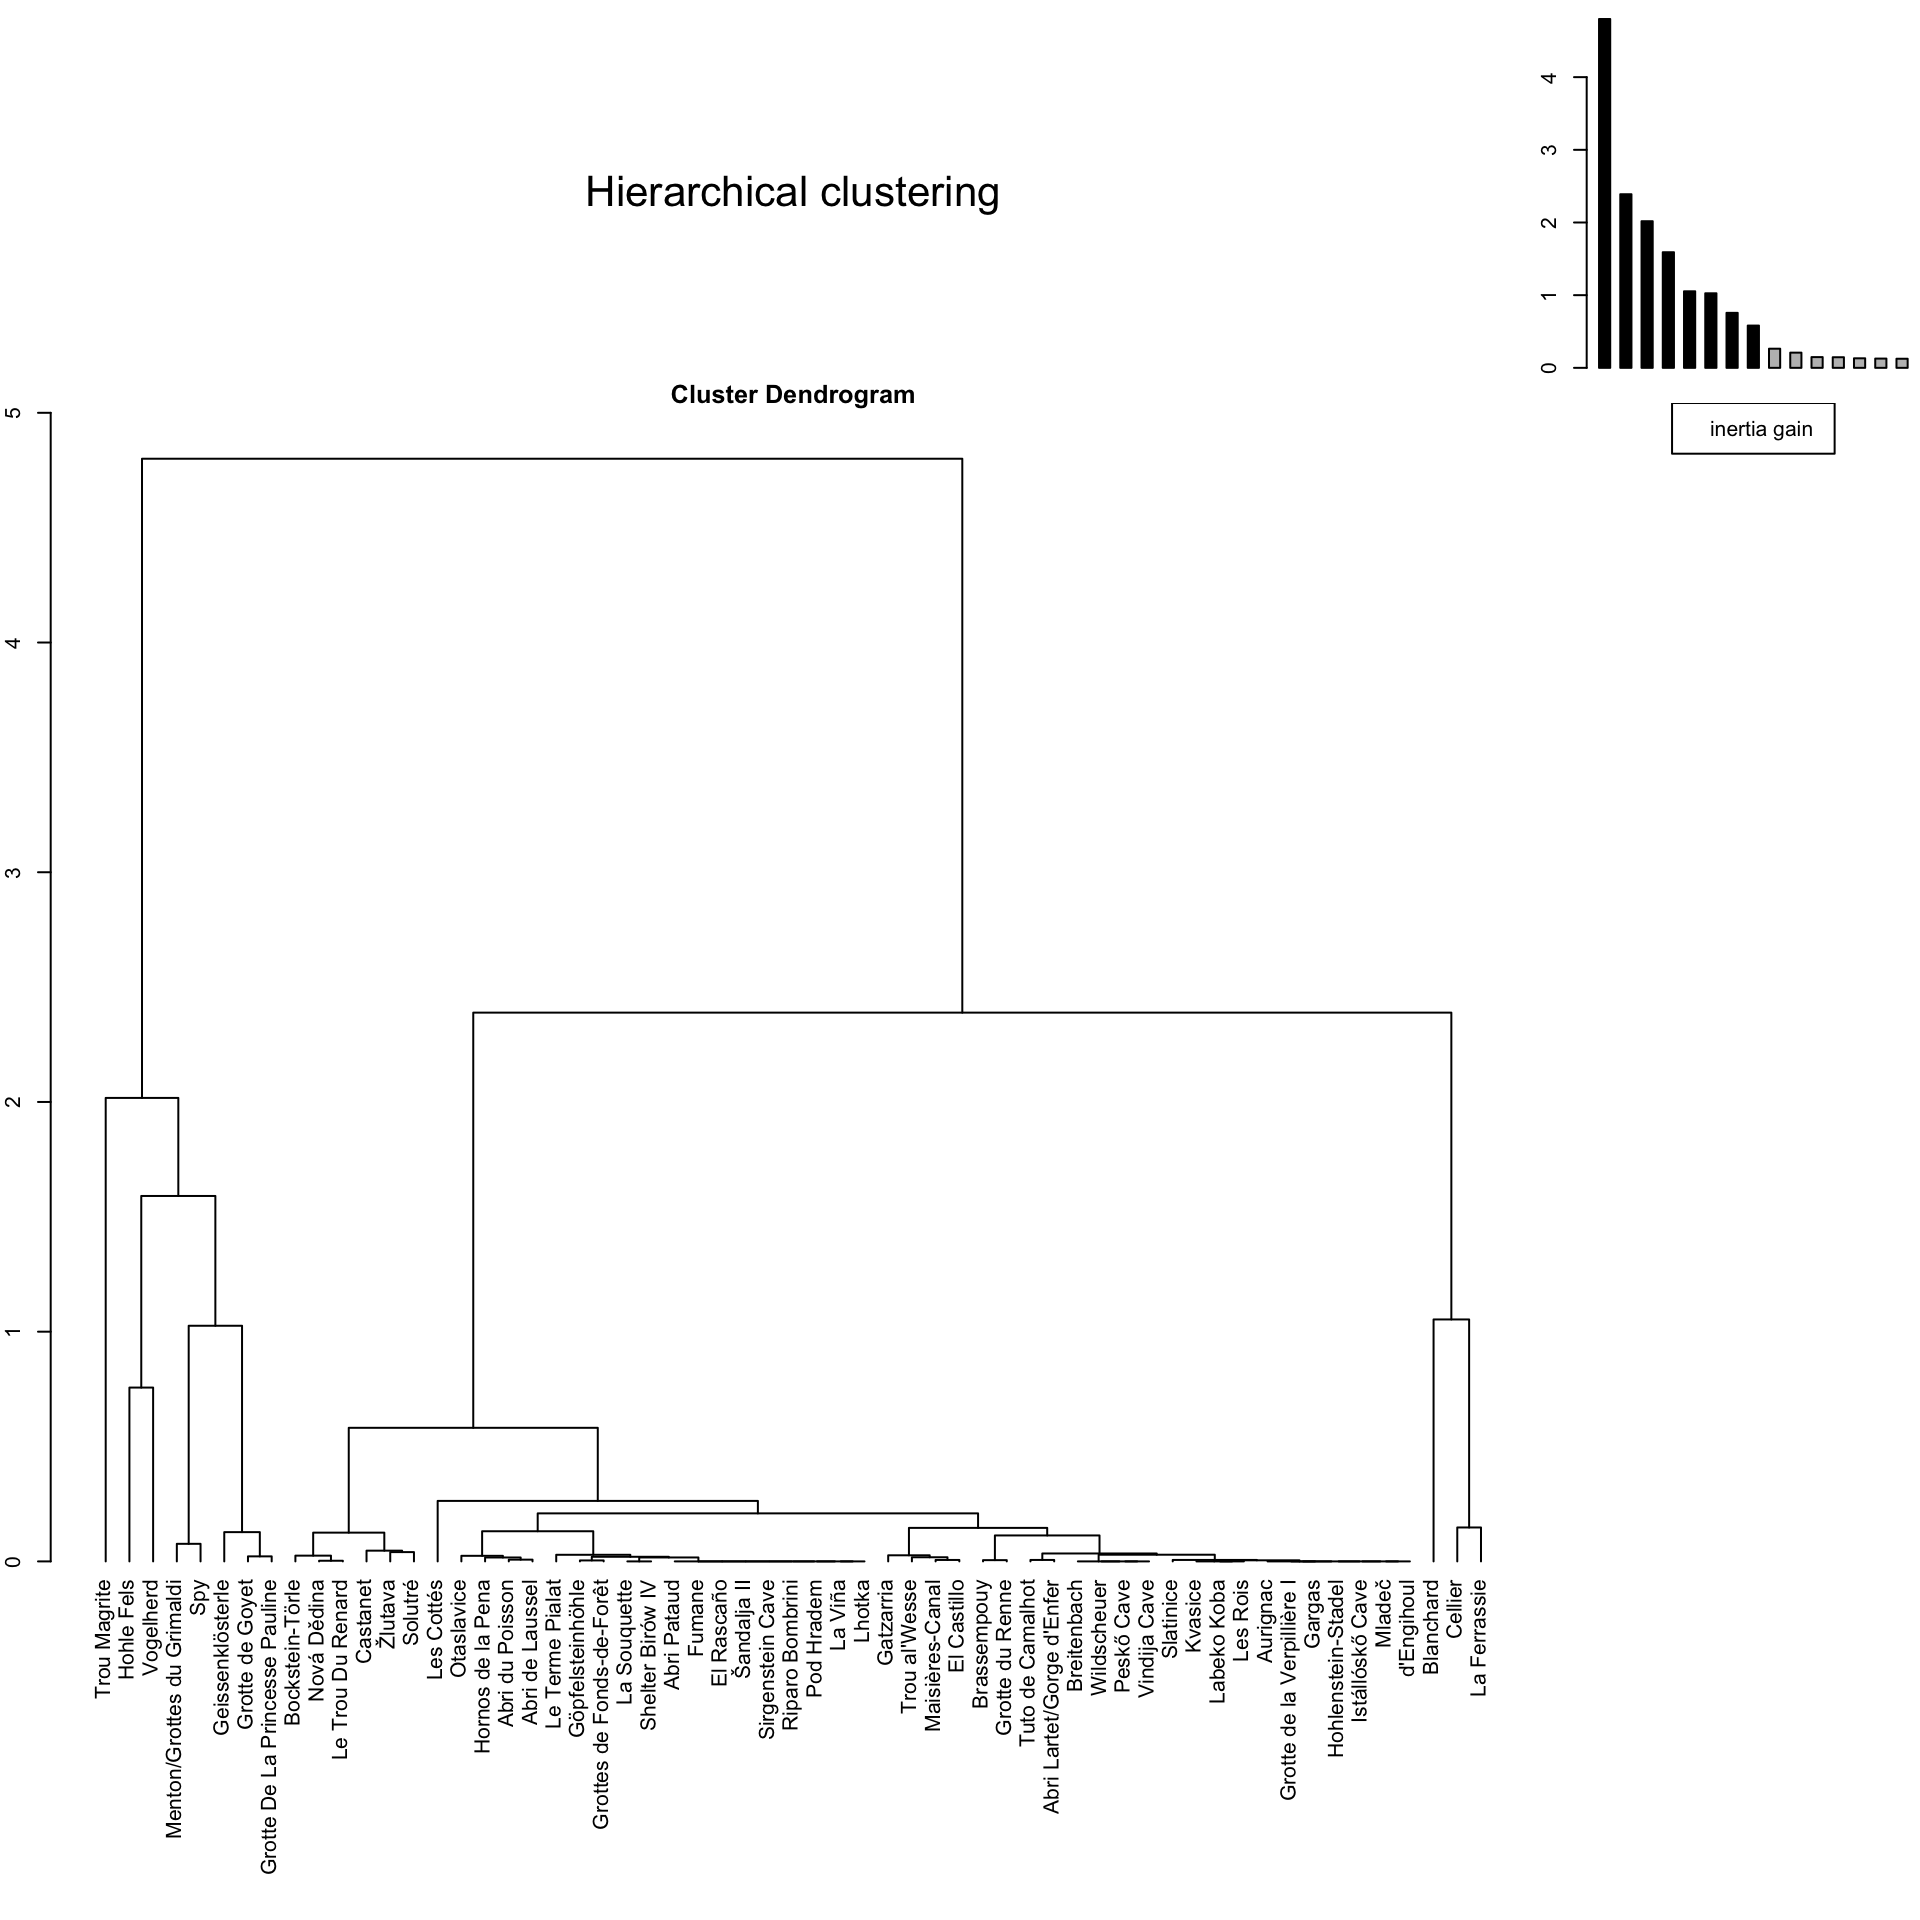 4
3
2
1
0
inertia gain
Hierarchical clustering
Cluster Dendrogram
5
4
3
2
1
0
Trou Magrite
Hohle Fels
Vogelherd
Menton/Grottes du Grimaldi
Spy
Geissenklösterle
Grotte de Goyet
Grotte De La Princesse Pauline
Bockstein-Törle
Nová Dědina
Le Trou Du Renard
Castanet
Žlutava
Solutré
Les Cottés
Otaslavice
Hornos de la Pena
Abri du Poisson
Abri de Laussel
Le Terme Pialat
Göpfelsteinhöhle
Grottes de Fonds-de-Forêt
La Souquette
Shelter Birów IV
Abri Pataud
Fumane
El Rascaño
Šandalja II
Sirgenstein Cave
Riparo Bombrini
Pod Hradem
La Viña
Lhotka
Gatzarria
Trou al'Wesse
Maisières-Canal
El Castillo
Brassempouy
Grotte du Renne
Tuto de Camalhot
Abri Lartet/Gorge d'Enfer
Breitenbach
Wildscheuer
Peskő Cave
Vindija Cave
Slatinice
Kvasice
Labeko Koba
Les Rois
Aurignac
Grotte de la Verpillière I
Gargas
Hohlenstein-Stadel
Istállóskő Cave
Mladeč
d'Engihoul
Blanchard
Cellier
La Ferrassie